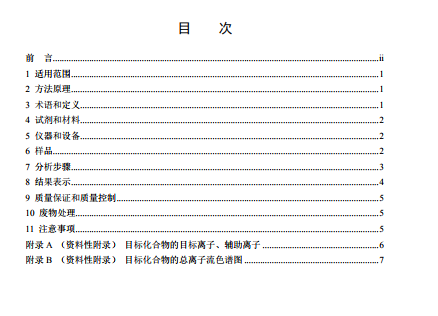 目 次
前 言........ii
1 适用范围........1
2 方法原理........1
3 术语和定义........1
4 试剂和材料........2
5 仪器和设备........2
6 样品........2
7 分析步骤........3
8 结果表示........4
9 质量保证和质量控制........5
10 废物处理........5
11 注意事项........5
附录 A （资料性附录） 目标化合物的目标离子、辅助离子........6
附录 B （资料性附录） 目标化合物的总离子流色谱图........7